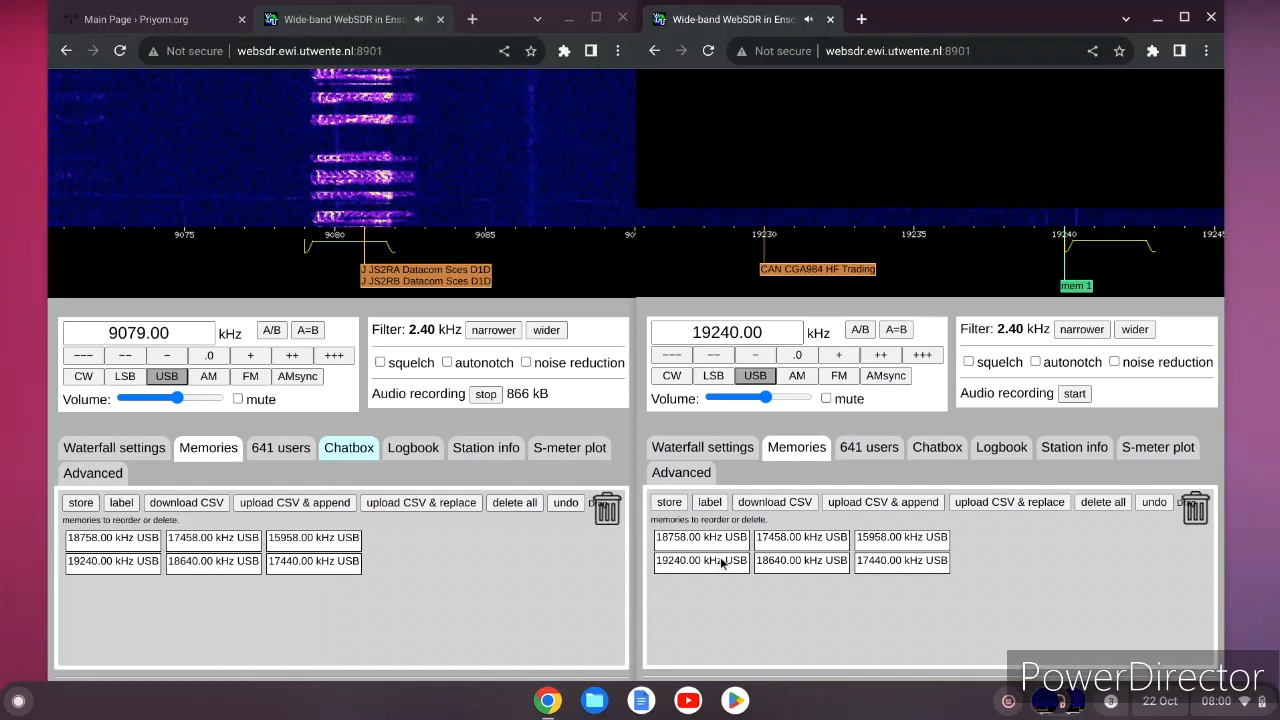 Main Page › Priyom.org
Wide-band WebSDR in Ensc
Not secure
websdr.ewi.utwente.nl:8901
9075
9080
9085
90
J JS2RA Datacom Sces D1D
J JS2RB Datacom Sces D1D
9079.00
kHz
A/B
A=B
---
--
-
.0
+
++
+++
CW
LSB
USB
AM
FM
AMsync
Volume:
mute
Filter: 2.40 kHz
narrower
wider
squelch
autonotch
noise reduction
Audio recording
stop
866 kB
Waterfall settings
Memories
641 users
Chatbox
Logbook
Station info
S-meter plot
Advanced
store
label
download CSV
upload CSV & append
upload CSV & replace
delete all
undo
memories to reorder or delete.
18758.00 kHz USB
17458.00 kHz USB
15958.00 kHz USB
19240.00 kHz USB
18640.00 kHz USB
17440.00 kHz USB
Wide-band WebSDR in Ensc
Not secure
websdr.ewi.utwente.nl:8901
19230
19235
19240
19245
CAN CGA984 HF Trading
mem 1
19240.00
kHz
A/B
A=B
---
--
-
.0
+
++
+++
CW
LSB
USB
AM
FM
AMsync
Volume:
mute
Filter: 2.40 kHz
narrower
wider
squelch
autonotch
noise reduction
Audio recording
start
Waterfall settings
Memories
641 users
Chatbox
Logbook
Station info
S-meter plot
Advanced
store
label
download CSV
upload CSV & append
upload CSV & replace
delete all
undo
memories to reorder or delete.
18758.00 kHz USB
17458.00 kHz USB
15958.00 kHz USB
19240.00 kHz USB
18640.00 kHz USB
17440.00 kHz USB
PowerDirector
3
22 Oct
08:00